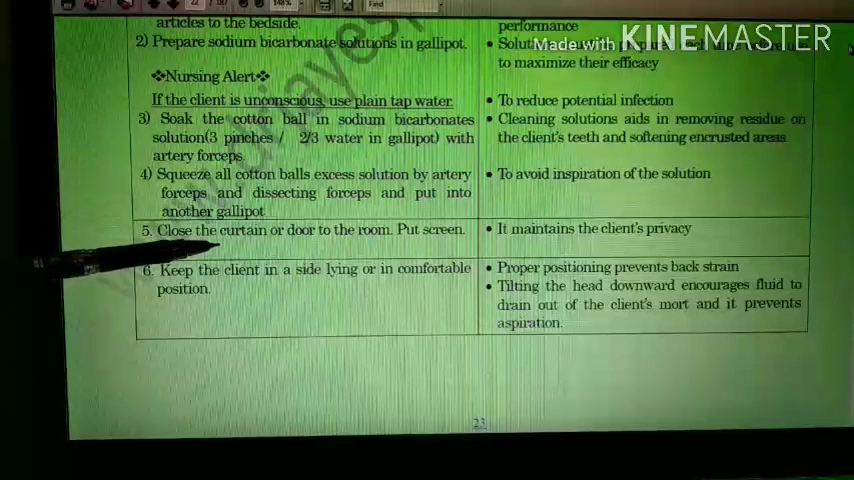 22
148%
Find
articles to the bedside.
performance
2) Prepare sodium bicarbonate solutions in gallipot.
• Solut
Made with KINEMASTER
to maximize their efficacy
❖Nursing Alert❖
If the client is unconscious, use plain tap water.
• To reduce potential infection
3) Soak the cotton ball in sodium bicarbonates
solution(3 pinches / 2/3 water in gallipot) with
artery forceps
• Cleaning solutions aids in removing residue on
the client's teeth and softening encrusted areas
4) Squeeze all cotton balls excess solution by artery
forceps and dissecting forceps and put into
another gallipot
• To avoid inspiration of the solution
5. Close the curtain or door to the room. Put screen.
• It maintains the client's privacy
6. Keep the client in a side lying or in comfortable
position.
• Proper positioning prevents back strain
• Tilting the head downward encourages fluid to
drain out of the client's mort and it prevents
aspiration.
23